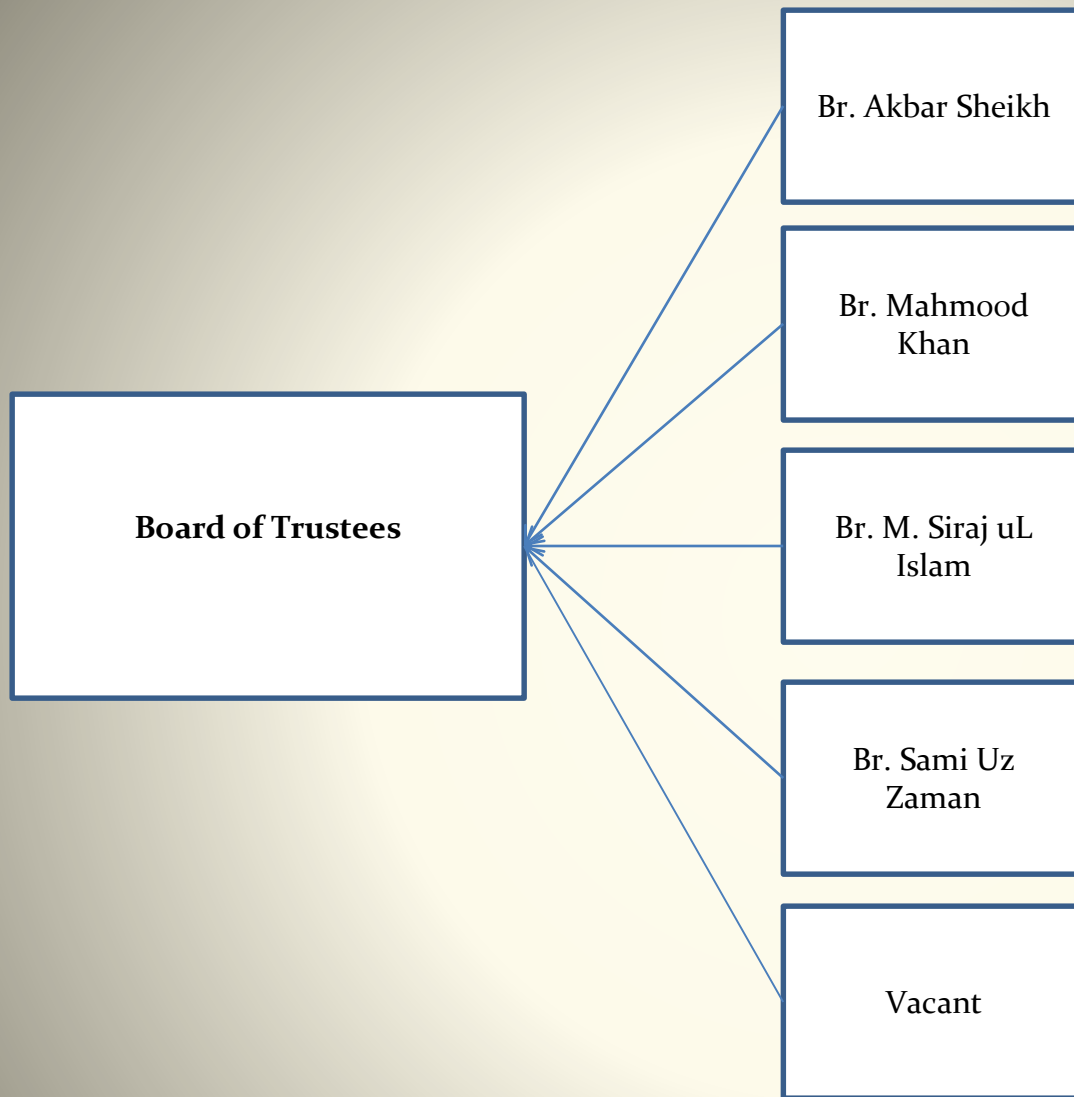 Br. Akbar Sheikh
Br. Mahmood
Khan
Board of Trustees
Br. M. Siraj uL
Islam
Br. Sami Uz
Zaman
Vacant